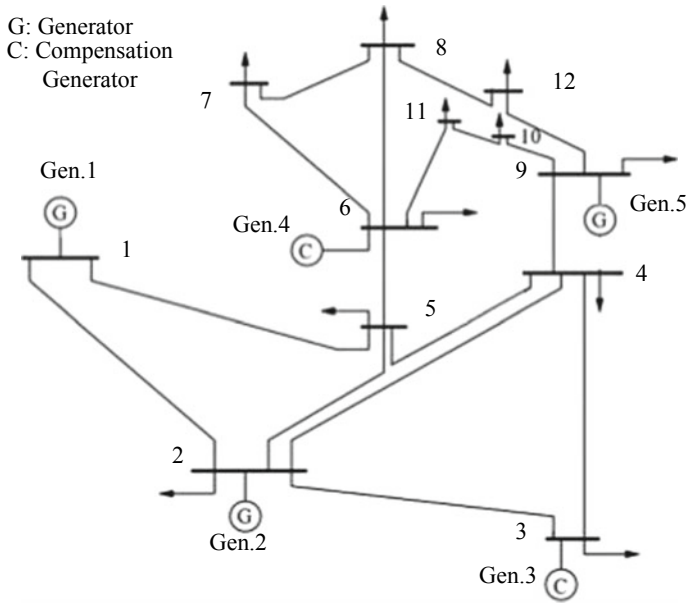 G: Generator
C: Compensation
Generator
8
7
12
11
10
9
Gen.1
G
6
Gen.4
C
G
Gen.5
1
4
5
2
G
Gen.2
3
Gen.3
C